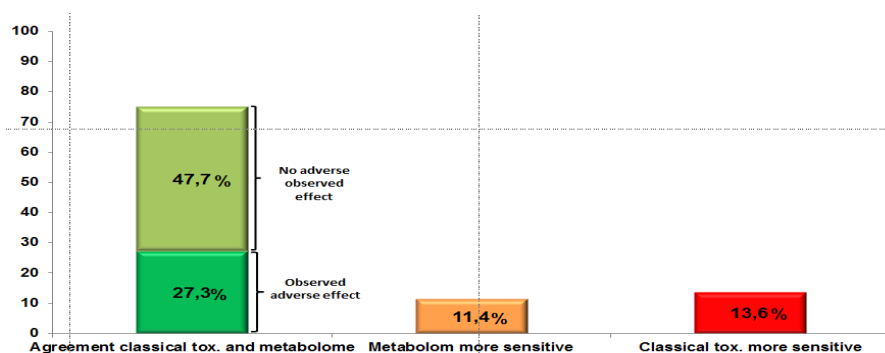 100
90
80
70
60
50
40
30
20
10
0
47,7 %
27,3%
No adverse
observed
effect
Observed
adverse effect
11,4%
13,6%
Agreement classical tox. and metabolome
Metabolom more sensitive
Classical tox. more sensitive